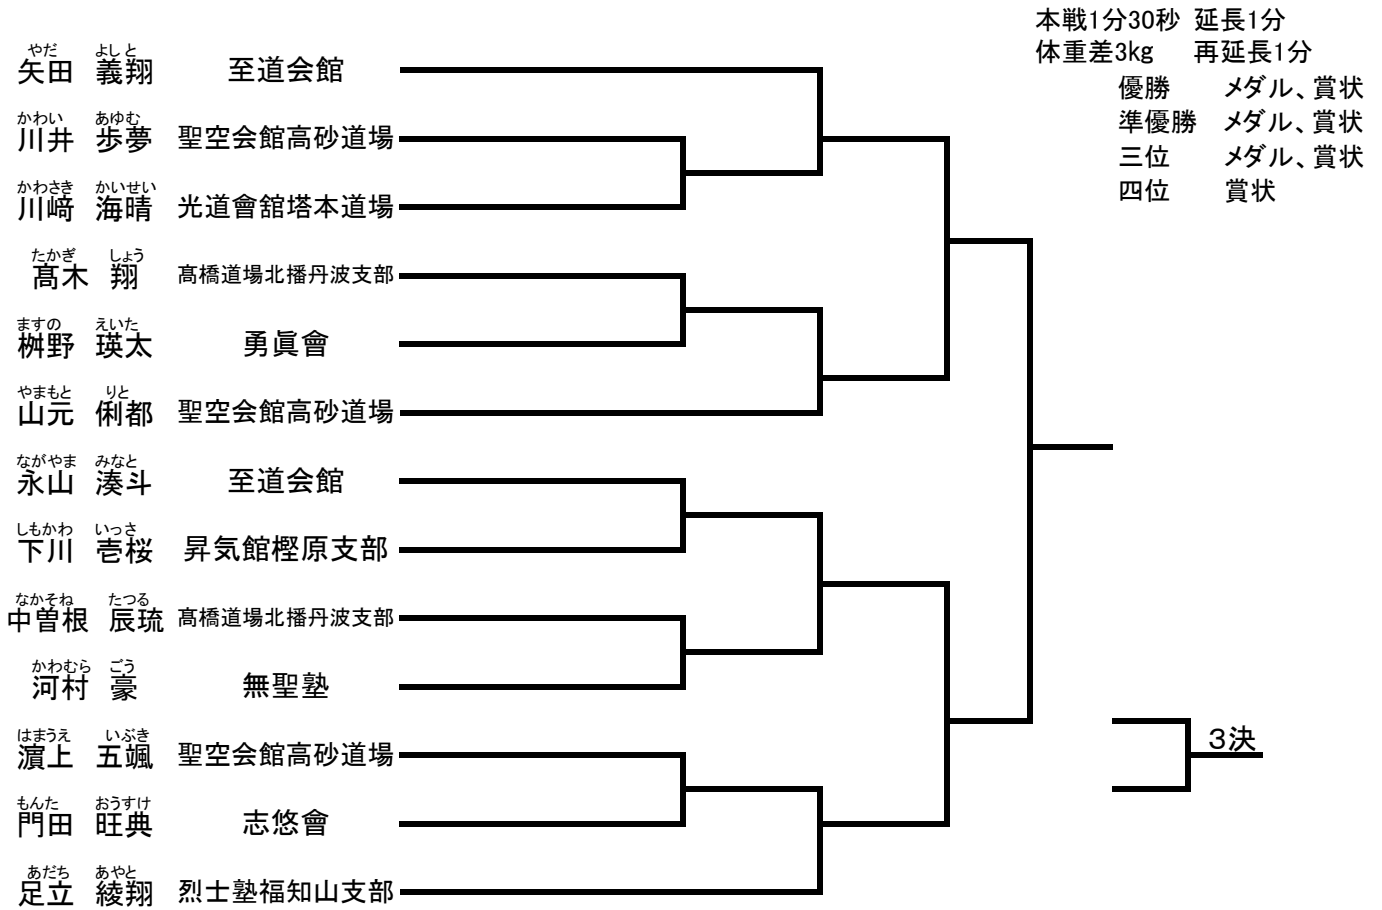 本戦1分30秒 延長1分
体重差3kg 再延長1分
優勝 メダル、賞状
準優勝 メダル、賞状
三位 メダル、賞状
四位 賞状
やだ よしと
矢田 義翔 至道会館
かわい あゆむ
川井 歩夢 聖空会館高砂道場
かわさき かいせい
川﨑 海晴 光道會舘塔本道場
たかぎ しょう
髙木 翔 髙橋道場北播丹波支部
ますの えいた
桝野 瑛太 勇眞會
やまもと りと
山元 俐都 聖空会館高砂道場
ながやま みなと
永山 湊斗 至道会館
しもかわ いっさ
下川 壱桜 昇気館樫原支部
なかそね たつる
中曽根 辰琉 髙橋道場北播丹波支部
かわむら ごう
河村 豪 無聖塾
はまうえ いぶき
濵上 五颯 聖空会館高砂道場
もんた おうすけ
門田 旺典 志悠會
あだち あやと
足立 綾翔 烈士塾福知山支部
3決